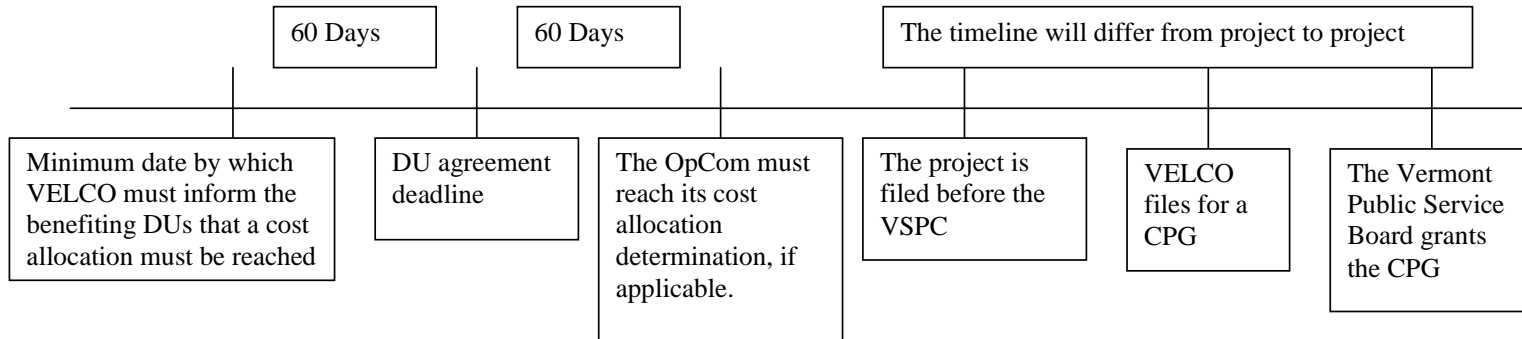 60 Days
60 Days
The timeline will differ from project to project
Minimum date by which
VELCO must inform the
benefiting DUs that a cost
allocation must be reached
DU agreement
deadline
The OpCom must
reach its cost
allocation
determination, if
applicable.
The project is
filed before the
VSPC
VELCO
files for a
CPG
The Vermont
Public Service
Board grants
the CPG